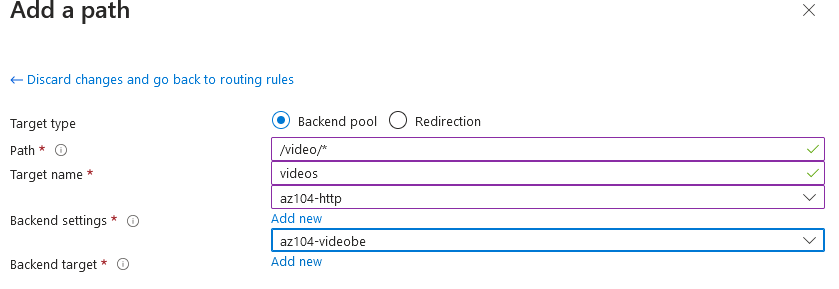 Add a path
← Discard changes and go back to routing rules
Target type Backend pool Redirection
Path * /video/*
Target name * videos
az104-http
Backend settings * Add new
az104-videobe
Backend target * Add new